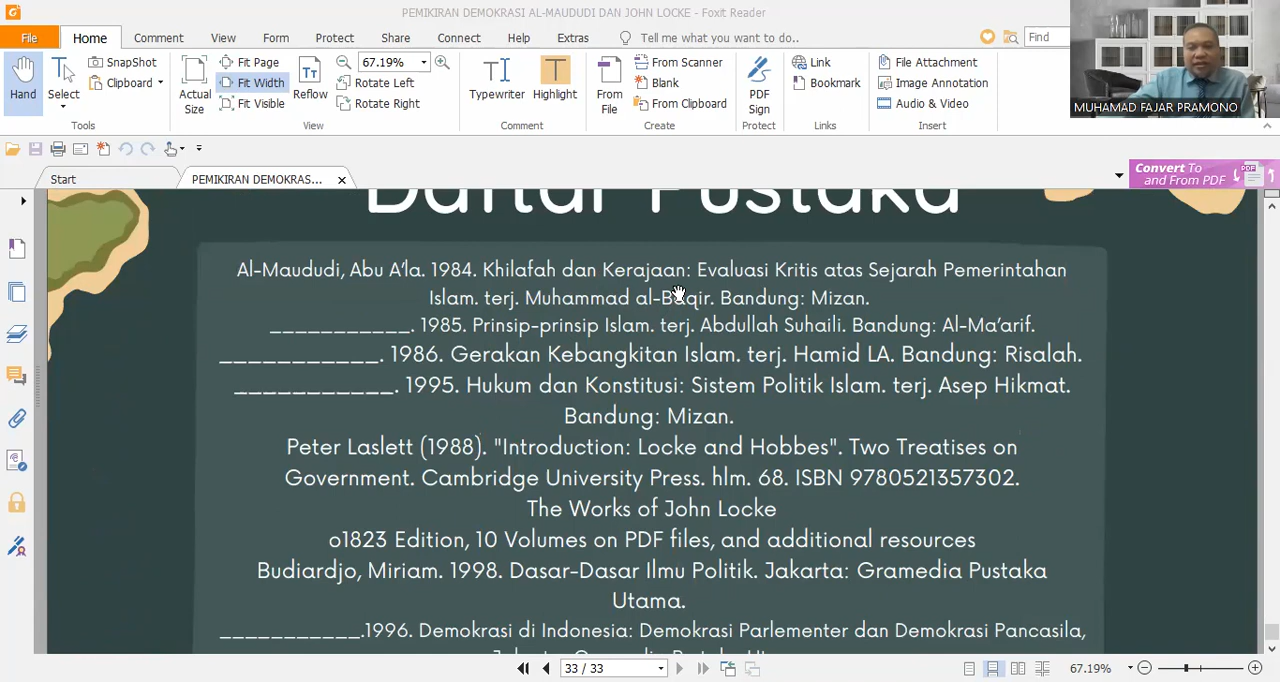 PEMIKIRAN DEMOKRASI AL-MAUDUDI DAN JOHN LOCKE - Foxit Reader
File Home Comment View Form Protect Share Connect Help Extras Tell me what you want to do.. Find
Hand
Select
SnapShot
Clipboard
Tools
Actual Size
Fit Page
Fit Width
Fit Visible
Reflow
67.19%
Rotate Left
Rotate Right
View
Typewriter
Highlight
Comment
From File
From Scanner
Blank
From Clipboard
Create
PDF Sign
Protect
Link
Bookmark
Links
File Attachment
Image Annotation
Audio & Video
Insert
MUHAMAD FAJAR PRAMONO
Start PEMIKIRAN DEMOKRAS...
Convert To
and From PDF
PDF
Daftar Pustaka
Al-Maududi, Abu A'la. 1984. Khilafah dan Kerajaan: Evaluasi Kritis atas Sejarah Pemerintahan
Islam. terj. Muhammad al-Baqir. Bandung: Mizan.
___________. 1985. Prinsip-prinsip Islam. terj. Abdullah Suhaili. Bandung: Al-Ma'arif.
____________. 1986. Gerakan Kebangkitan Islam. terj. Hamid LA. Bandung: Risalah.
____________. 1995. Hukum dan Konstitusi: Sistem Politik Islam. terj. Asep Hikmat.
Bandung: Mizan.
Peter Laslett (1988). "Introduction: Locke and Hobbes". Two Treatises on
Government. Cambridge University Press. hlm. 68. ISBN 9780521357302.
The Works of John Locke
o1823 Edition, 10 Volumes on PDF files, and additional resources
Budiardjo, Miriam. 1998. Dasar-Dasar Ilmu Politik. Jakarta: Gramedia Pustaka
Utama.
___________.1996. Demokrasi di Indonesia: Demokrasi Parlementer dan Demokrasi Pancasila,
33 / 33
67.19%